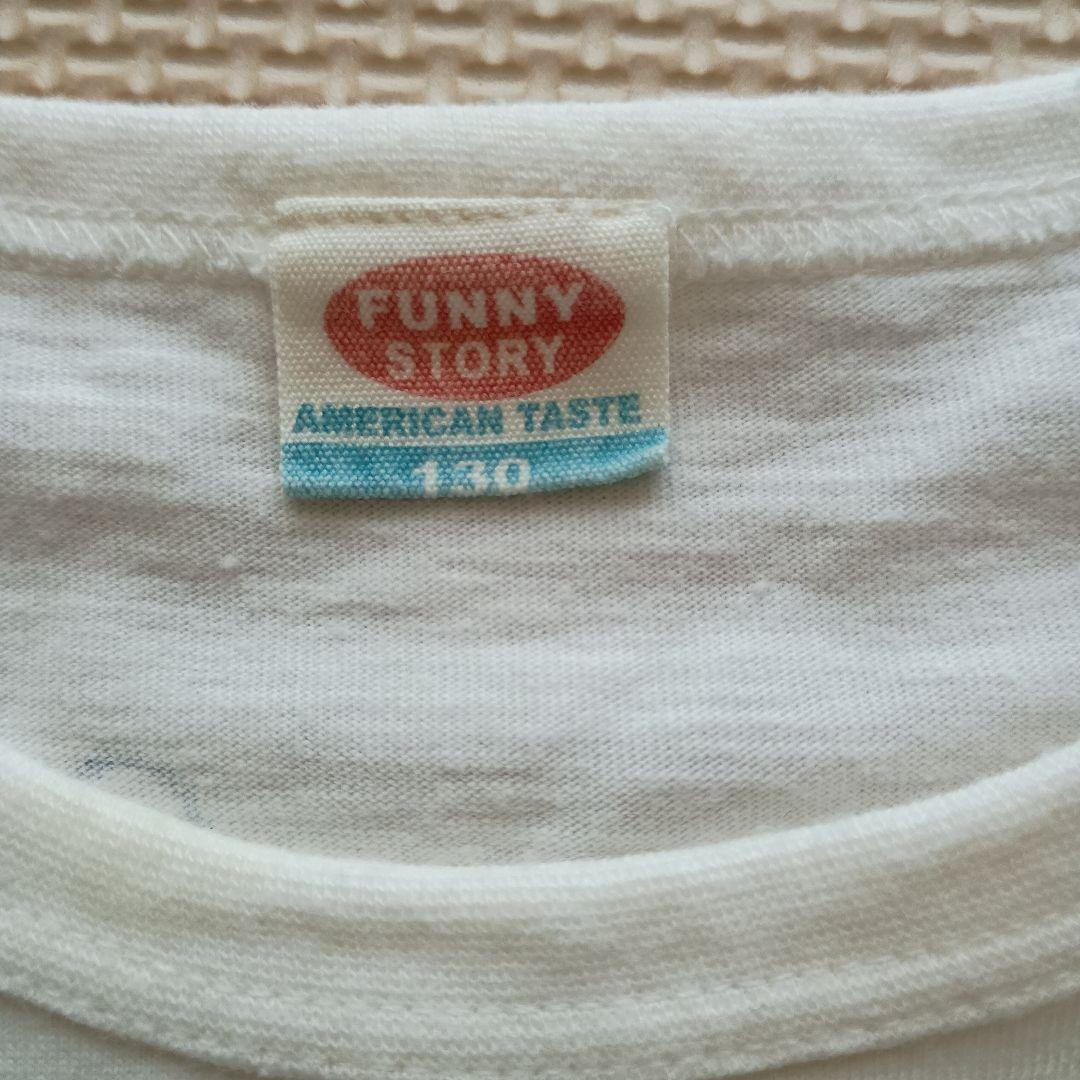 FUNNY
STORY
AMERICAN TASTE
130